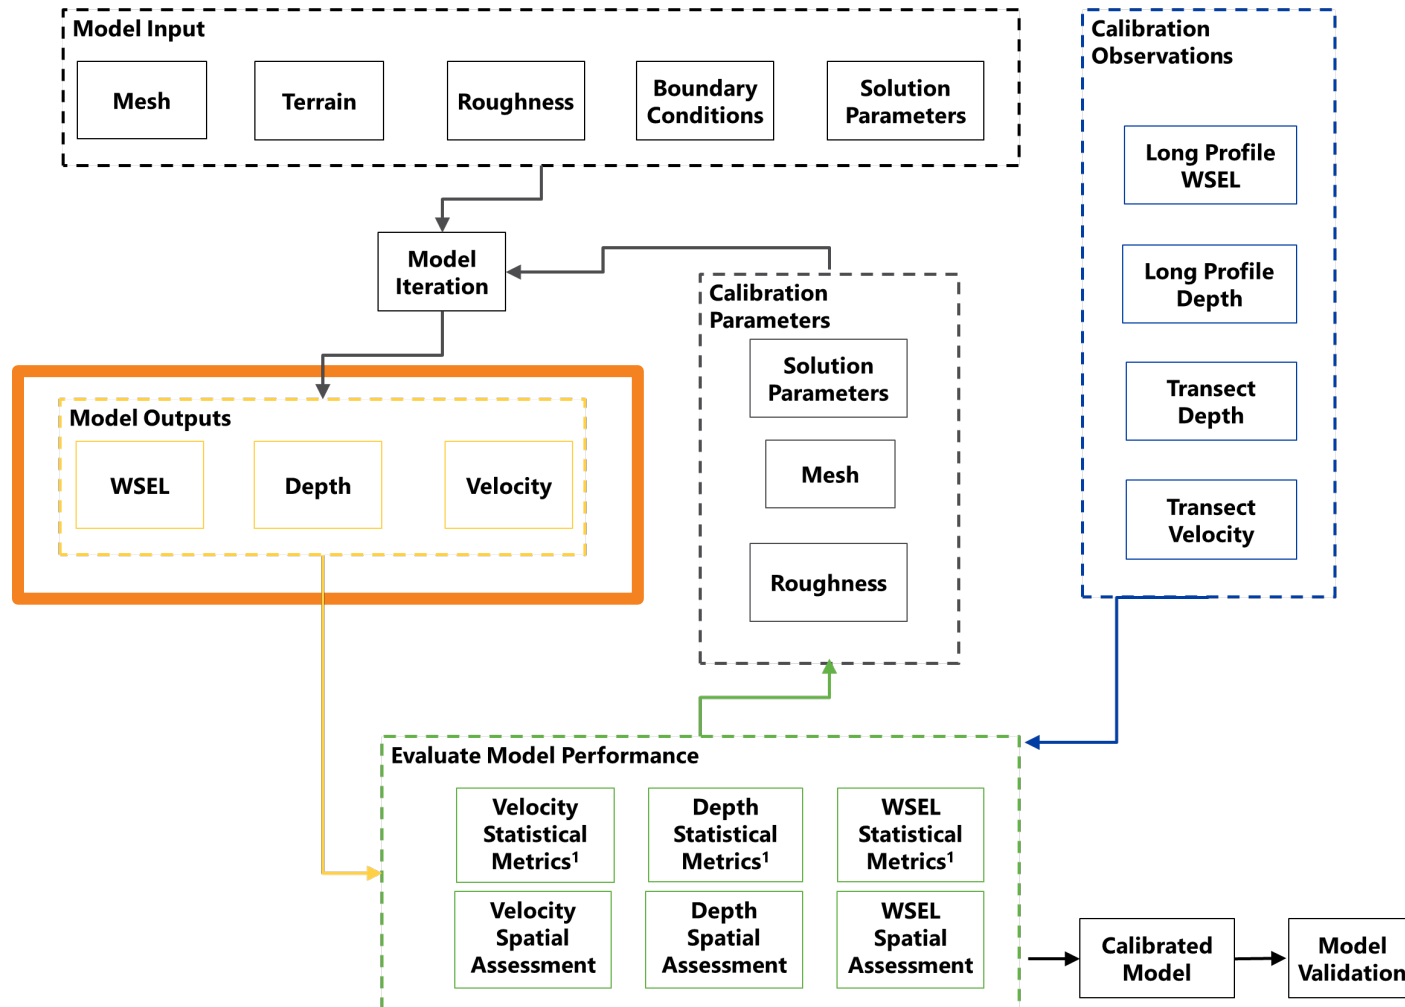 Model Input
Mesh
Terrain
Roughness
Boundary
Conditions
Solution
Parameters
Calibration
Observations
Long Profile
WSEL
Long Profile
Depth
Transect
Depth
Transect
Velocity
Model
Iteration
Calibration
Parameters
Solution
Parameters
Mesh
Roughness
Model Outputs
WSEL
Depth
Velocity
Evaluate Model Performance
Velocity
Statistical
Metrics¹
Depth
Statistical
Metrics¹
WSEL
Statistical
Metrics¹
Velocity
Spatial
Assessment
Depth
Spatial
Assessment
WSEL
Spatial
Assessment
Calibrated
Model
Model
Validation